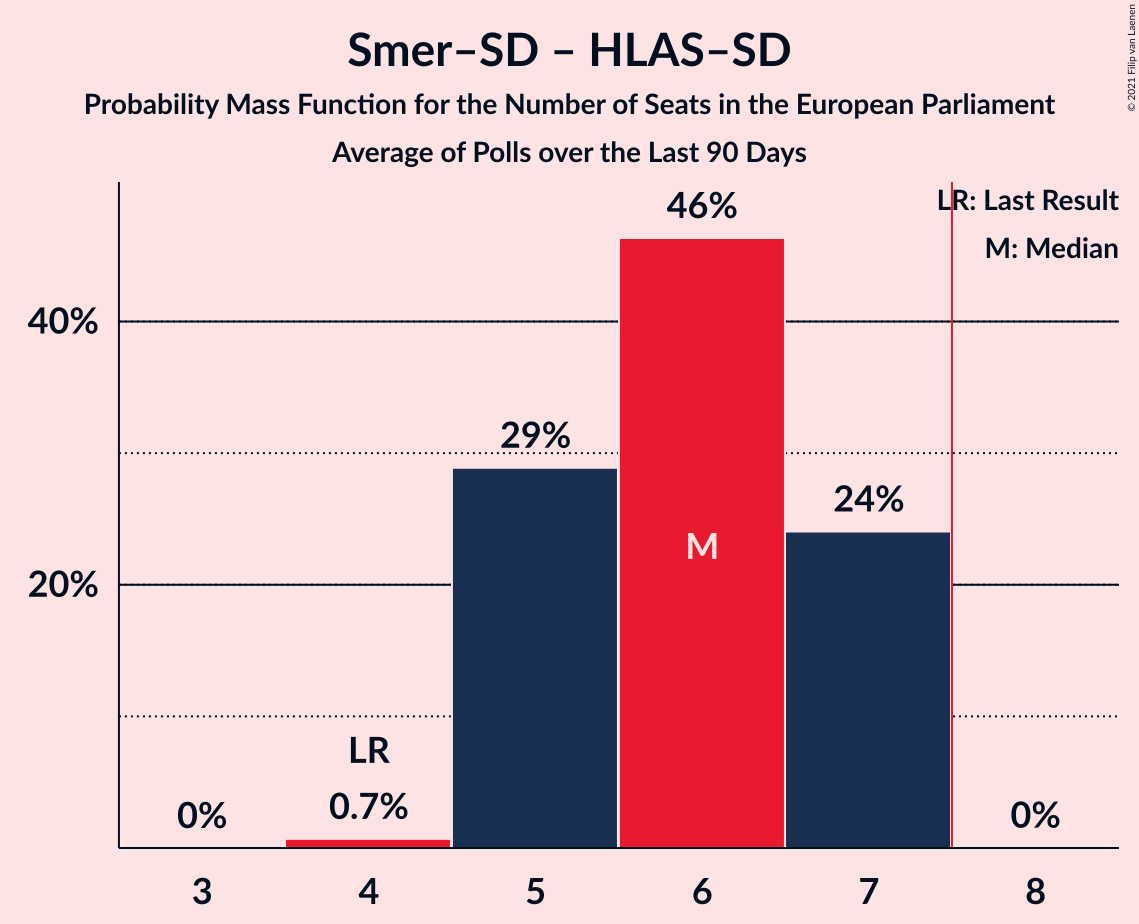 Smer–SD – HLAS–SD
Probability Mass Function for the Number of Seats in the European Parliament
Average of Polls over the Last 90 Days
© 2021 Filip van Laenen
LR: Last Result
M: Median
46%
40%
29%
24%
M
20%
LR
0%
0.7%
0%
3
4
5
6
7
8